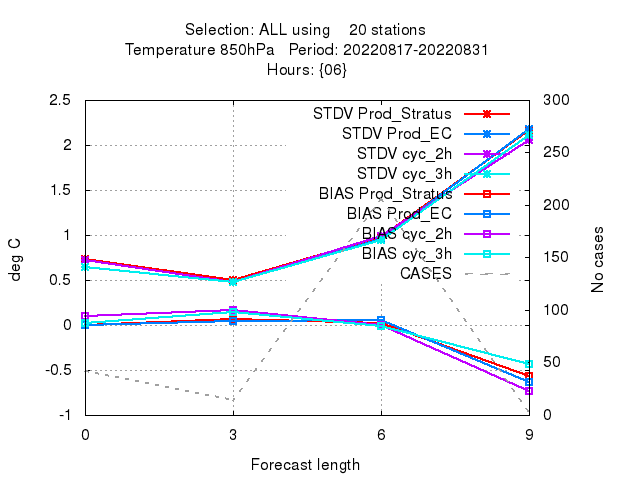 Selection: ALL using 20 stations
Temperature 850hPa Period: 20220817-20220831
Hours: {06}
2.5
2
1.5
1
0.5
0
-0.5
-1
deg C
300
250
200
150
100
50
0
No cases
STDV Prod_Stratus
STDV Prod_EC
STDV cyc_2h
STDV cyc_3h
BIAS Prod_Stratus
BIAS Prod_EC
BIAS cyc_2h
BIAS cyc_3h
CASES
0 3 6 9
Forecast length